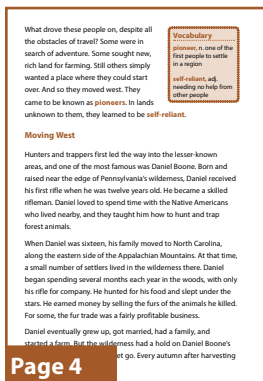 What drove these people on, despite all
the obstacles of travel? Some were in
search of adventure. Some sought new,
rich land for farming. Still others simply
wanted a place where they could start
over. And so they moved west. They
came to be known as pioneers. In lands
unknown to them, they learned to be self-reliant.
Vocabulary
pioneer, n. one of the
first people to settle
in a region
self-reliant, adj.
needing no help from
other people
Moving West
Hunters and trappers first led the way into the lesser-known
areas, and one of the most famous was Daniel Boone. Born and
raised near the edge of Pennsylvania's wilderness, Daniel received
his first rifle when he was twelve years old. He became a skilled
rifleman. Daniel loved to spend time with the Native Americans
who lived nearby, and they taught him how to hunt and trap
forest animals.
When Daniel was sixteen, his family moved to North Carolina,
along the eastern side of the Appalachian Mountains. At that time,
a small number of settlers lived in the wilderness there. Daniel
began spending several months each year in the woods, with only
his rifle for company. He hunted for his food and slept under the
stars. He earned money by selling the furs of the animals he killed.
For some, the fur trade was a fairly profitable business.
Daniel eventually grew up, got married, had a family, and
started a farm. But the wilderness had a hold on Daniel Boone's
go. Every autumn after harvesting
Page 4